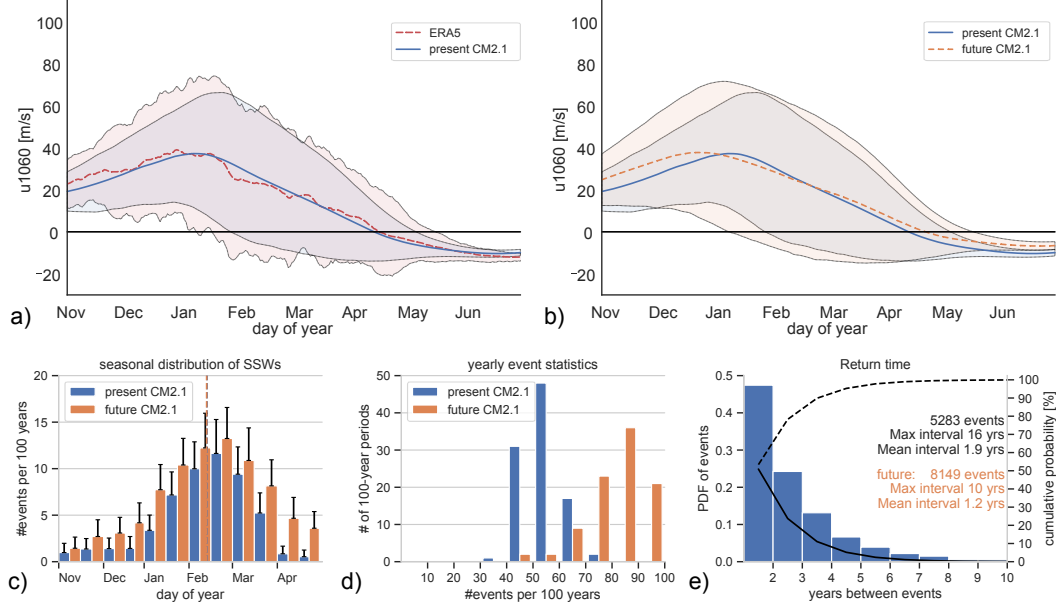 100
80
60
40
20
0
−20
u1060 [m/s]
ERA5
present CM2.1
Nov Dec Jan Feb Mar Apr May Jun
day of year
a)
100
80
60
40
20
0
−20
u1060 [m/s]
present CM2.1
future CM2.1
Nov Dec Jan Feb Mar Apr May Jun
day of year
b)
seasonal distribution of SSWs
20
15
10
5
0
#events per 100 years
present CM2.1
future CM2.1
Nov Dec Jan Feb Mar Apr
day of year
c)
yearly event statistics
50
40
30
20
10
0
# of 100-year periods
present CM2.1
future CM2.1
10 20 30 40 50 60 70 80 90 100
#events per 100 years
d)
Return time
0.5
0.4
0.3
0.2
0.1
0.0
PDF of events
5283 events
Max interval 16 yrs
Mean interval 1.9 yrs
future: 8149 events
Max interval 10 yrs
Mean interval 1.2 yrs
100
90
80
70
60
50
40
30
20
10
0
cumulative probability [%]
2 3 4 5 6 7 8 10
years between events
e)